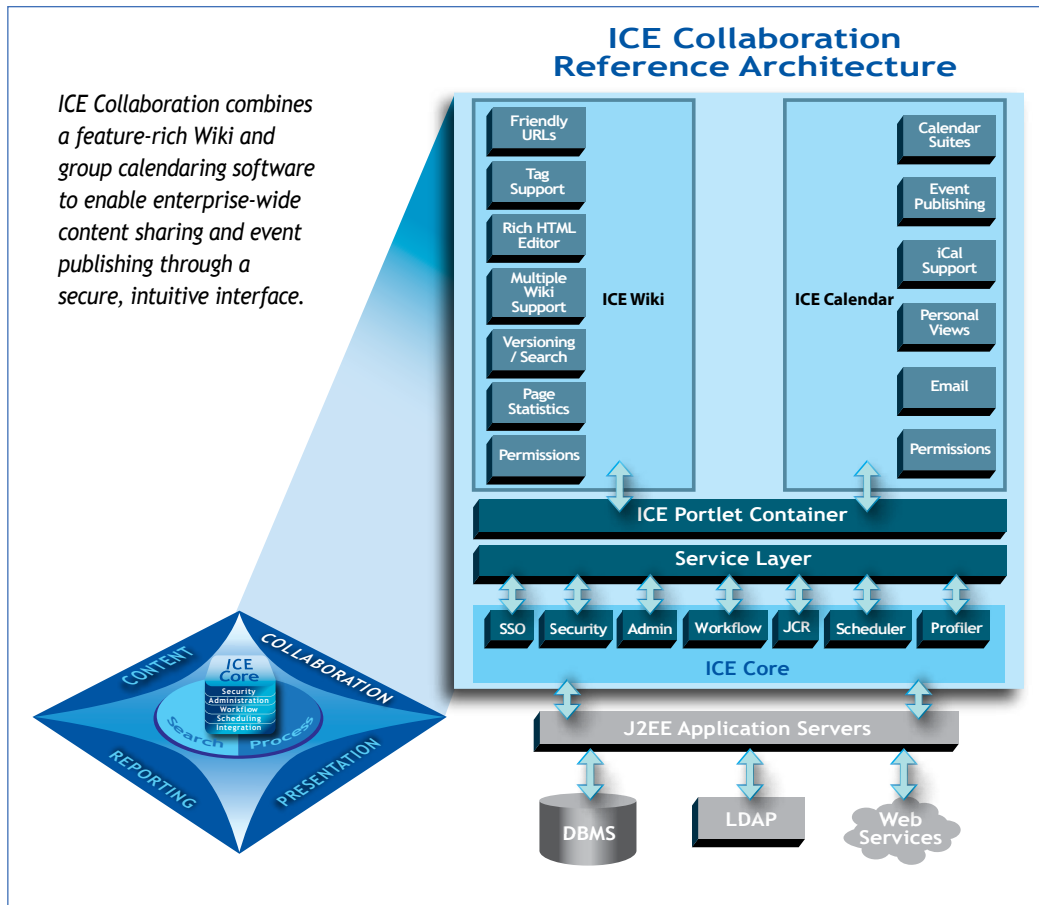 ICE Collaboration
Reference Architecture
ICE Collaboration combines
a feature-rich Wiki and
group calendaring software
to enable enterprise-wide
content sharing and event
publishing through a
secure, intuitive interface.
Friendly
URLs
Tag
Support
Rich HTML
Editor
Multiple
Wiki
Support
Versioning
/ Search
Page
Statistics
Permissions
ICE Wiki
ICE Calendar
Calendar
Suites
Event
Publishing
iCal
Support
Personal
Views
Email
Permissions
ICE Portlet Container
Service Layer
SSO
Security
Admin
Workflow
JCR
Scheduler
Profiler
ICE Core
J2EE Application Servers
DBMS
LDAP
Web
Services
CONTENT
COLLABORATION
ICE
Core
Security
Administration
Workflow
Scheduling
Integration
Search
Process
REPORTING
PRESENTATION